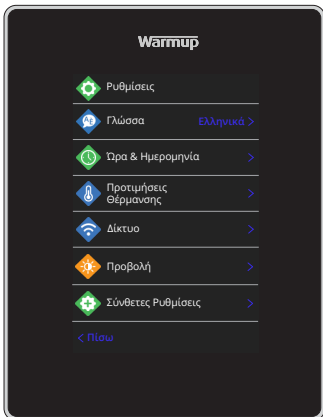 Warmup
Ρυθμίσεις
Γλώσσα Ελληνικά >
Ώρα & Ημερομηνία >
Προτιμήσεις
Θέρμανσης >
Δίκτυο >
Προβολή >
Σύνθετες Ρυθμίσεις >
< Πίσω